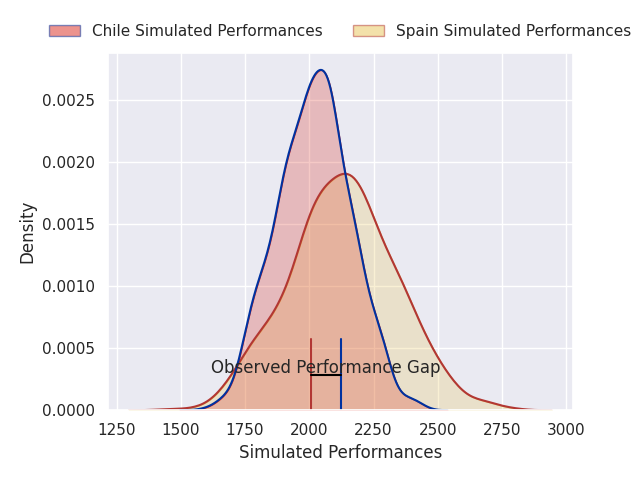 Chile Simulated Performances Spain Simulated Performances
0.0025
0.0020
0.0015
0.0010
0.0005
0.0000
Density
Observed Performance Gap
1250 1500 1750 2000 2250 2500 2750 3000
Simulated Performances